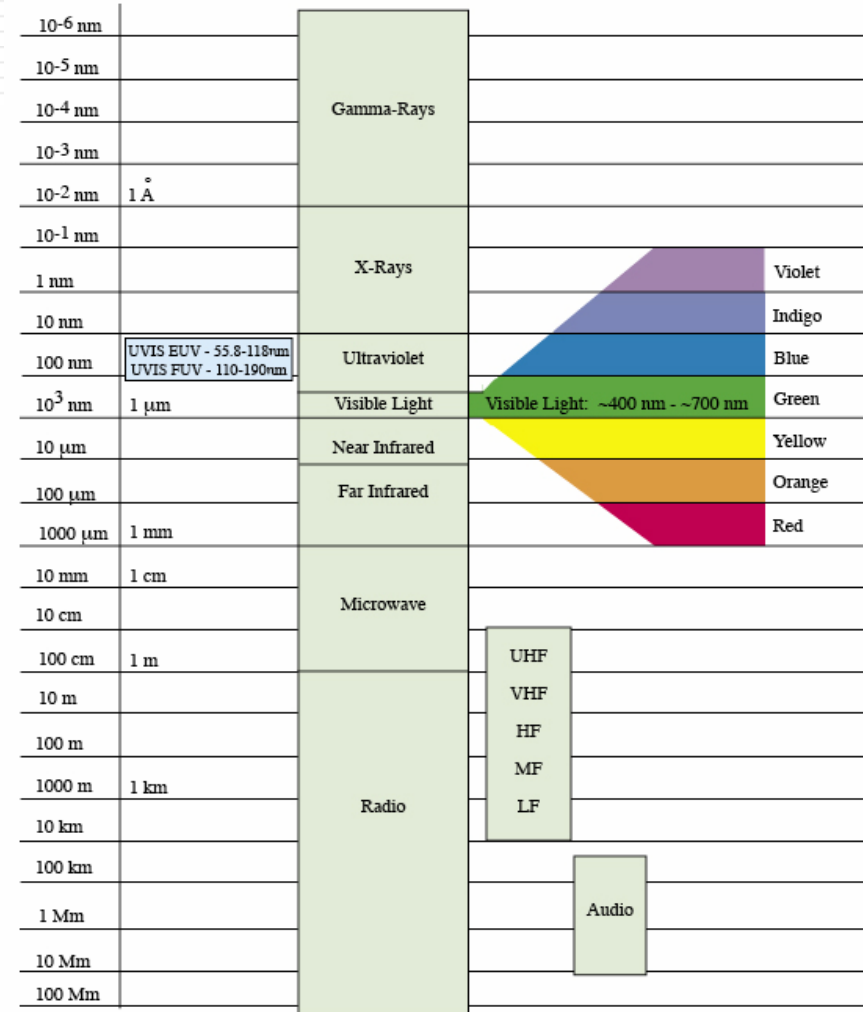 10-6 nm
10-5 nm
10-4 nm
Gamma-Rays
10-3 nm
10-2 nm 1 Å
10-1 nm
X-Rays
Violet
1 nm
Indigo
10 nm
UVIS EUV - 55.8-118nm
UVIS FUV - 110-190nm
100 nm
Ultraviolet
Blue
10³ nm 1 μm
Visible Light
Visible Light: ~400 nm - ~700 nm
Green
10 μm
Near Infrared
Yellow
100 μm
Far Infrared
Orange
1000 μm 1 mm
Red
10 mm 1 cm
Microwave
10 cm
100 cm 1 m
UHF
10 m
VHF
100 m
HF
1000 m 1 km
MF
Radio
LF
10 km
100 km
1 Mm
Audio
10 Mm
100 Mm